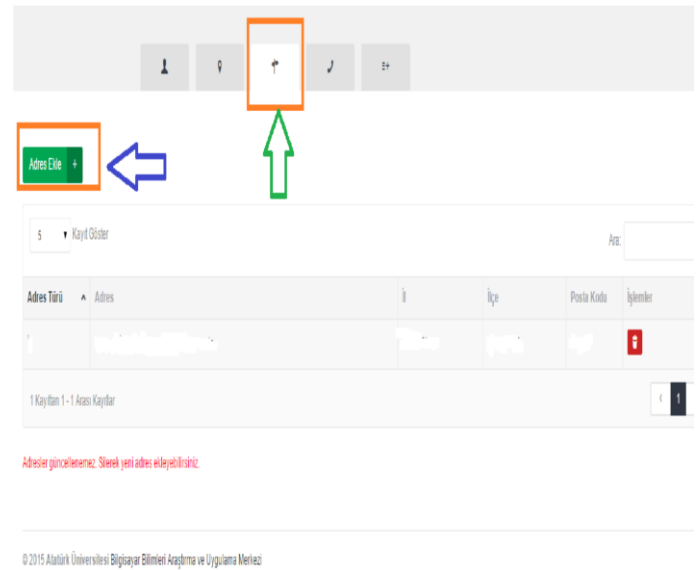 Adres Ekle +
5 Kayıt Göster
Ara:
Adres Türü Adres İl İlçe Posta Kodu İşlemler
1 Kayıttan 1 - 1 Arası Kayıtlar
‹ 1
Adresler güncellenemez. Silerek yeni adres ekleyebilirsiniz.
© 2015 Atatürk Üniversitesi Bilgisayar Bilimleri Araştırma ve Uygulama Merkezi